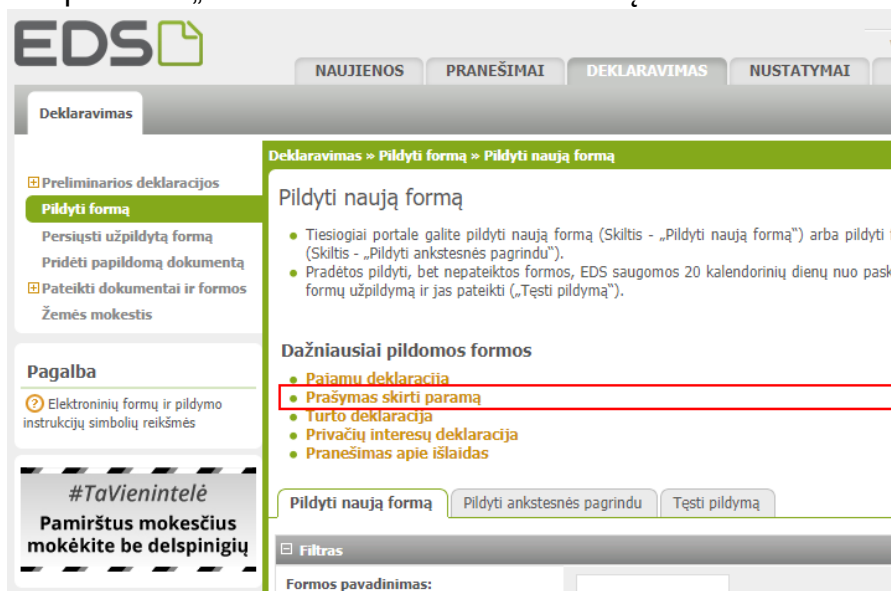 EDS
NAUJIENOS PRANEŠIMAI DEKLARAVIMAS NUSTATYMAI
Deklaravimas
Deklaravimas » Pildyti formą » Pildyti naują formą
Preliminarios deklaracijos
Pildyti formą
Persiųsti užpildytą formą
Pridėti papildomą dokumentą
Pateikti dokumentai ir formos
Žemės mokestis
Pagalba
Elektroninių formų ir pildymo
instrukcijų simbolių reikšmės
#TaVienintelė
Pamirštus mokesčius
mokėkite be delspinigių
Pildyti naują formą
Tiesiogiai portale galite pildyti naują formą (Skiltis - „Pildyti naują formą") arba pildyti
(Skiltis - „Pildyti ankstesnės pagrindu").
Pradėtos pildyti, bet nepateiktos formos, EDS saugomos 20 kalendorinių dienų nuo pask
formų užpildymą ir jas pateikti („Tęsti pildymą").
Dažniausiai pildomos formos
Pajamų deklaracija
Prašymas skirti paramą
Turto deklaracija
Privačių interesų deklaracija
Pranešimas apie išlaidas
Pildyti naują formą Pildyti ankstesnės pagrindu Tęsti pildymą
Filtras
Formos pavadinimas: